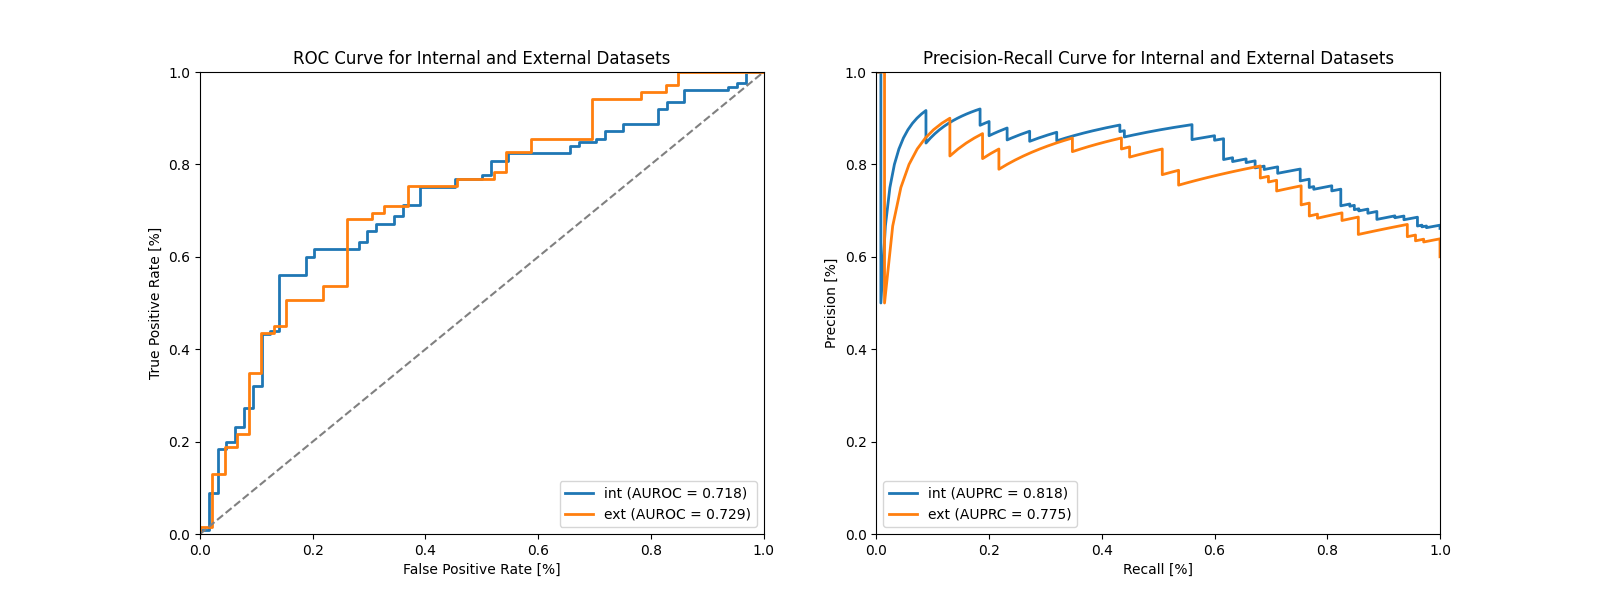 ROC Curve for Internal and External Datasets
1.0
0.8
0.6
0.4
0.2
0.0
True Positive Rate [%]
0.0 0.2 0.4 0.6 0.8 1.0
False Positive Rate [%]
int (AUROC = 0.718)
ext (AUROC = 0.729)
Precision-Recall Curve for Internal and External Datasets
1.0
0.8
0.6
0.4
0.2
0.0
Precision [%]
0.0 0.2 0.4 0.6 0.8 1.0
Recall [%]
int (AUPRC = 0.818)
ext (AUPRC = 0.775)